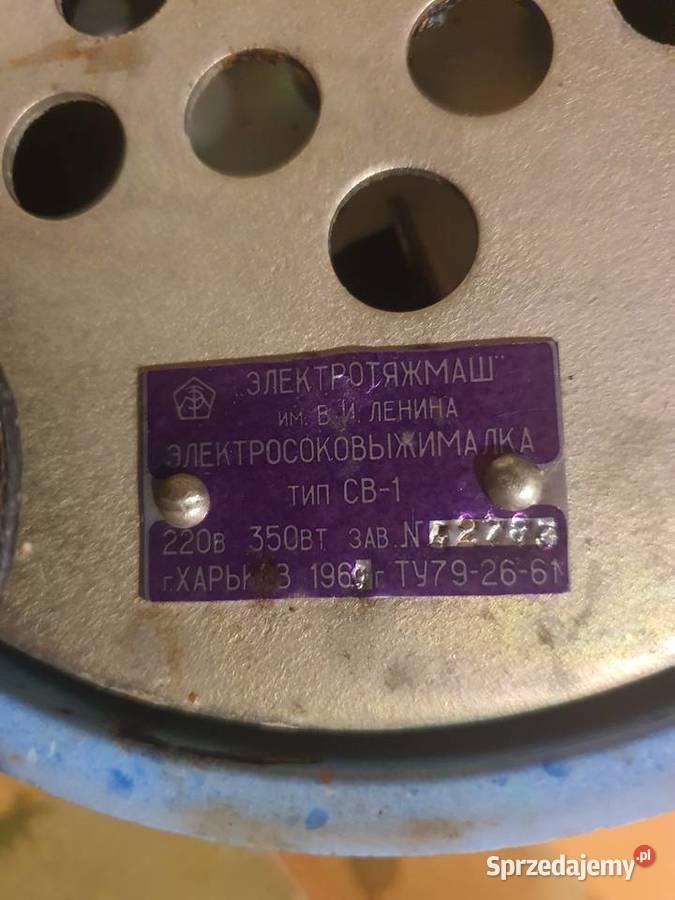 „ЭЛЕКТРОТЯЖМАШ"
ИМ. В. И. ЛЕНИНА
ЭЛЕКТРОСОКОВЫЖИМАЛКА
ТИП СВ-1
220В 350ВТ ЗАВ. N
г. ХАРЬКОВ г ТУ79-26-61
Sprzedajemy.pl